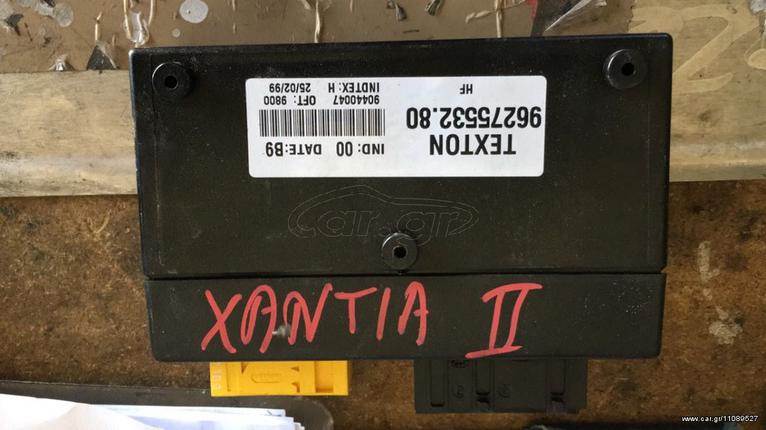 TEXTON
96275532.80
HF
IND: 00 DATE: B9
90440047 OFT: 9800
INDTEX: H 25/02/99
car.gr
XANTIA II
www.car.gr/11089527